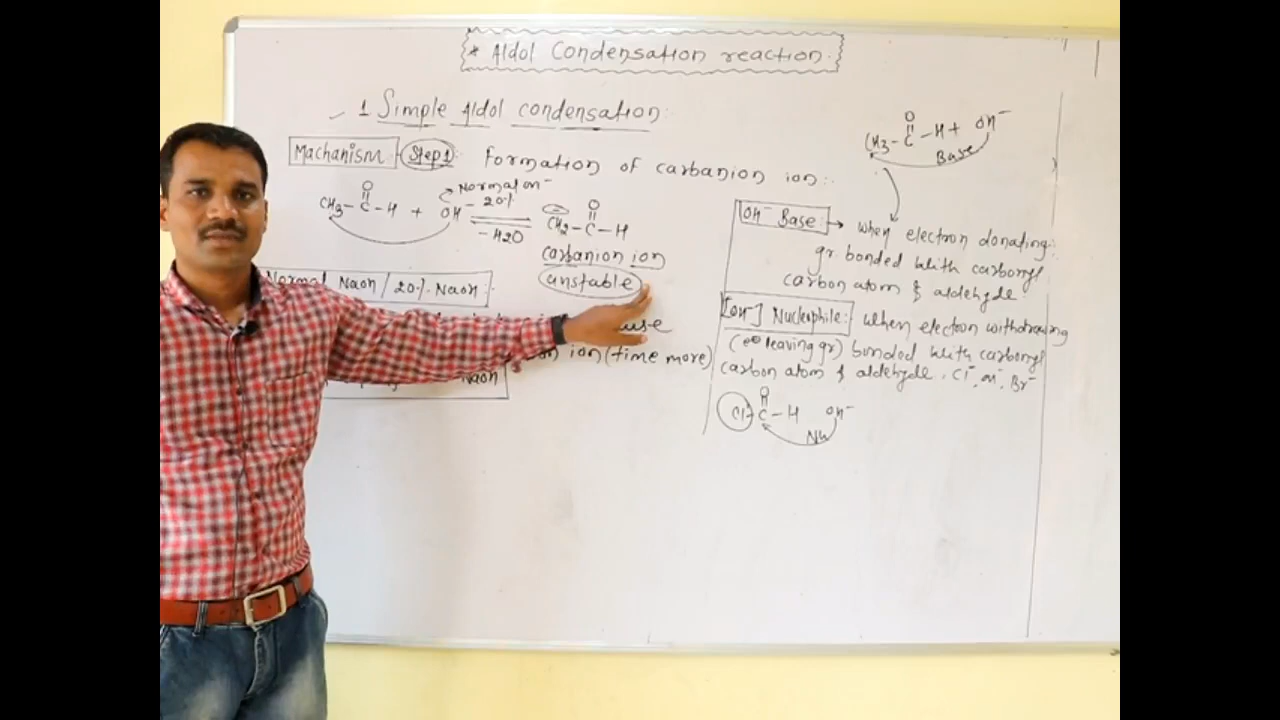 * Aldol Condensation reaction.
1 Simple Aldol condensation:
Machanism Step 1: Formation of carbanion ion:.
Normal OH⁻
O O
CH3-C-H + OH⁻ 20% ⊖ CH2-C-H
-H2O
carbanion ion
unstable
Normal NaOH / 20% NaOH:
use
ion (time more)
NaOH
O
CH3-C-H + OH⁻
Base
OH⁻ Base → when electron donating
gr bonded with carbonyl
carbon atom of aldehyde.
[OH⁻] Nucleophile: when electron withdrawing
(e⊖ leaving gr) bonded with carbonyl
carbon atom of aldehyde, Cl⁻, Br⁻
O
Cl-C-H OH⁻
Nu